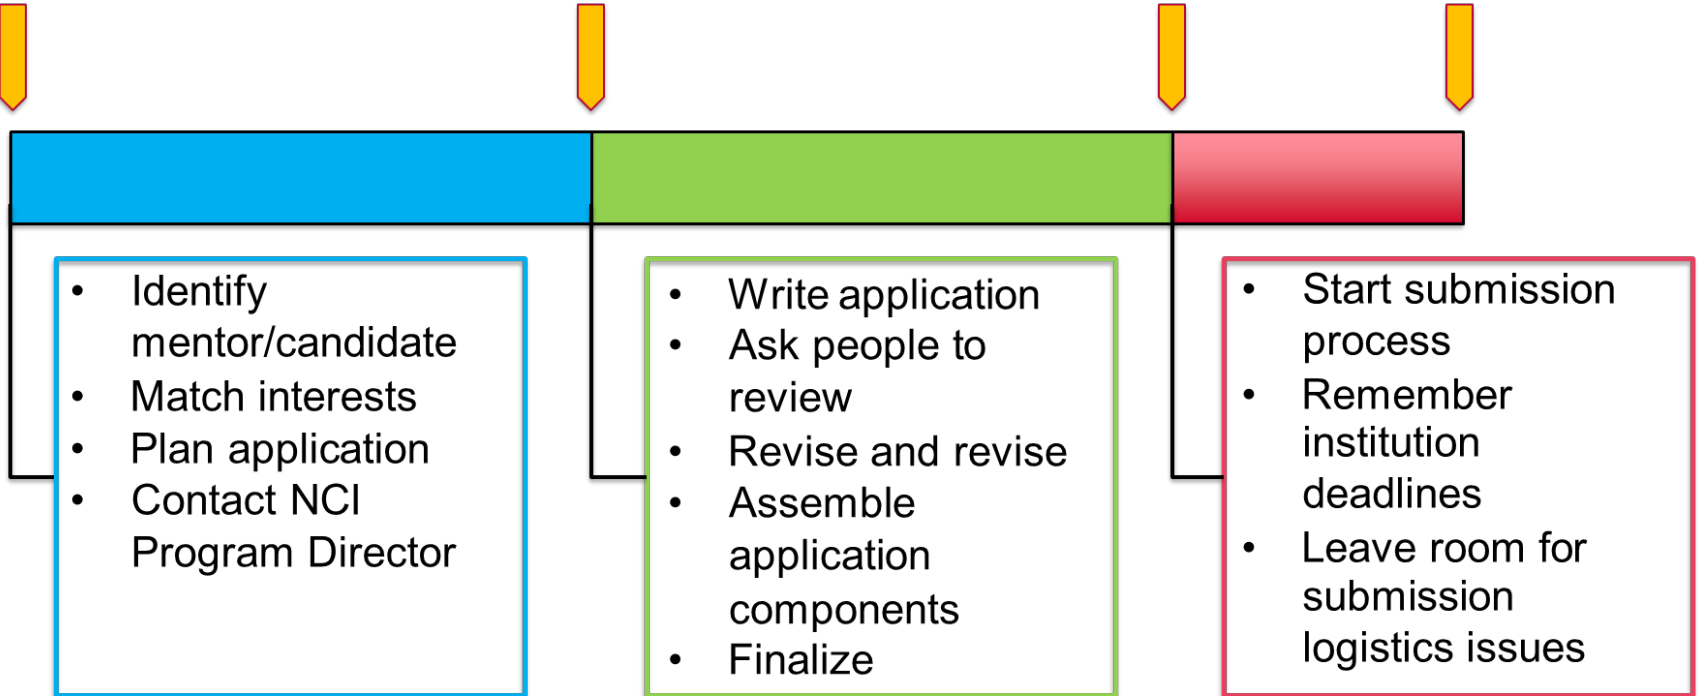 • Identify
mentor/candidate
• Match interests
• Plan application
• Contact NCI
Program Director
• Write application
• Ask people to
review
• Revise and revise
• Assemble
application
components
• Finalize
• Start submission
process
• Remember
institution
deadlines
• Leave room for
submission
logistics issues